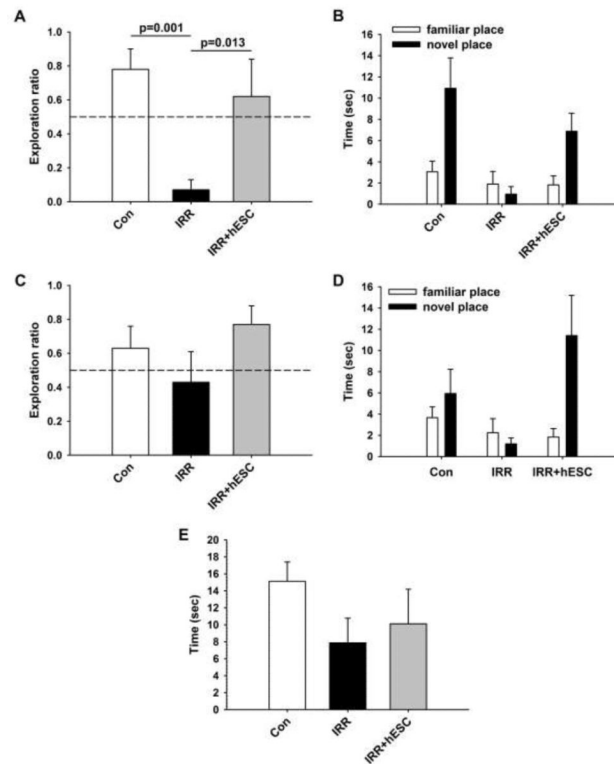 A
p=0.001
p=0.013
Exploration ratio
1.0
0.8
0.6
0.4
0.2
0.0
Con
IRR
IRR+hESC
B
familiar place
novel place
Time (sec)
16
14
12
10
8
6
4
2
0
Con
IRR
IRR+hESC
C
Exploration ratio
1.0
0.8
0.6
0.4
0.2
0.0
Con
IRR
IRR+hESC
D
familiar place
novel place
Time (sec)
16
14
12
10
8
6
4
2
0
Con
IRR
IRR+hESC
E
Time (sec)
20
18
16
14
12
10
8
6
4
2
0
Con
IRR
IRR+hESC